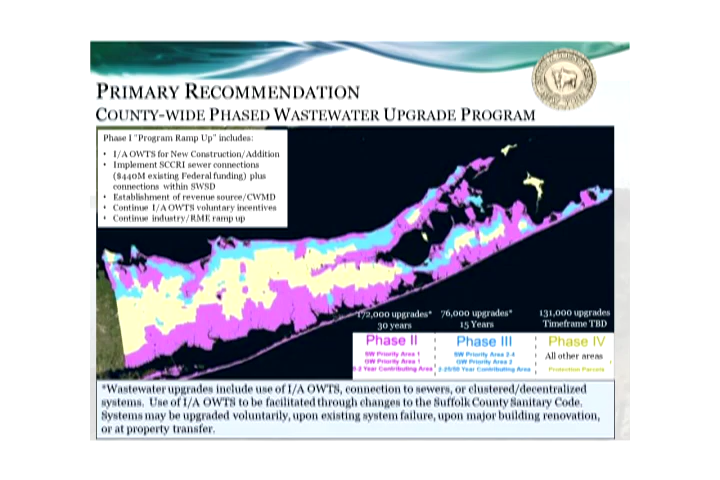 PRIMARY RECOMMENDATION
COUNTY-WIDE PHASED WASTEWATER UPGRADE PROGRAM
Phase I "Program Ramp Up" includes:
• I/A OWTS for New Construction/Addition
• Implement SCCRI sewer connections
($440M existing Federal funding) plus
connections within SWSD
• Establishment of revenue source/CWMD
• Continue I/A OWTS voluntary incentives
• Continue industry/RME ramp up
172,000 upgrades* 76,000 upgrades* 131,000 upgrades
30 years 15 Years Timeframe TBD
Phase II Phase III Phase IV
SW Priority Area 1 SW Priority Area 2-4 All other areas
GW Priority Area 1 GW Priority Area 2
0-2 Year Contributing Area 2-25/50 Year Contributing Area Parcels
*Wastewater upgrades include use of I/A OWTS, connection to sewers, or clustered/decentralized
systems. Use of I/A OWTS to be facilitated through changes to the Suffolk County Sanitary Code.
Systems may be upgraded voluntarily, upon existing system failure, upon major building renovation,
or at property transfer.